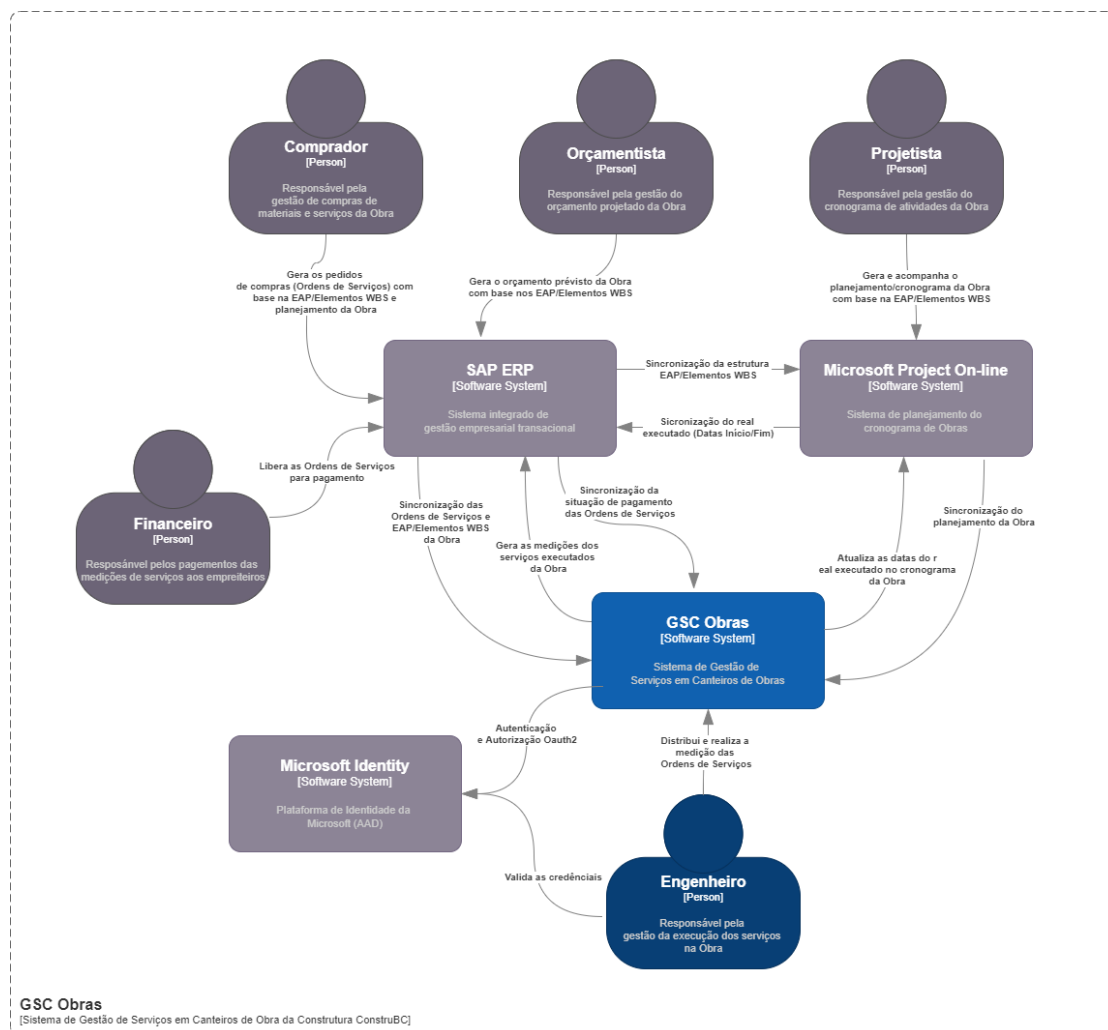 Comprador
[Person]
Responsável pela
gestão de compras de
materiais e serviços da Obra
Orçamentista
[Person]
Responsável pela gestão do
orçamento projetado da Obra
Projetista
[Person]
Responsável pela gestão do
cronograma de atividades da Obra
Gera os pedidos
de compras (Ordens de Serviços) com
base na EAP/Elementos WBS e
planejamento da Obra
Gera o orçamento prévisto da Obra
com base nos EAP/Elementos WBS
Gera e acompanha o
planejamento/cronograma da Obra
com base na EAP/Elementos WBS
SAP ERP
[Software System]
Sistema integrado de
gestão empresarial transacional
Sincronização da estrutura
EAP/Elementos WBS
Sicronização do real
executado (Datas Início/Fim)
Microsoft Project On-line
[Software System]
Sistema de planejamento do
cronograma de Obras
Financeiro
[Person]
Resposánvel pelos pagementos das
medições de serviços aos empreiteiros
Libera as Ordens de Serviços
para pagamento
Sincronização das
Ordens de Serviços e
EAP/Elementos WBS
da Obra
Gera as medições dos
serviços executados
da Obra
Sincronização da
situação de pagamento
das Ordens de Serviços
Atualiza as datas do r
eal executado no cronograma
da Obra
Sincronização do
planejamento da Obra
GSC Obras
[Software System]
Sistema de Gestão de
Serviços em Canteiros de Obras
Autenticação
e Autorização Oauth2
Distribui e realiza a
medição das
Ordens de Serviços
Microsoft Identity
[Software System]
Plataforma de Identidade da
Microsoft (AAD)
Valida as credênciais
Engenheiro
[Person]
Responsável pela
gestão da execução dos serviços
na Obra
GSC Obras
[Sistema de Gestão de Serviços em Canteiros de Obra da Construtura ConstruBC]